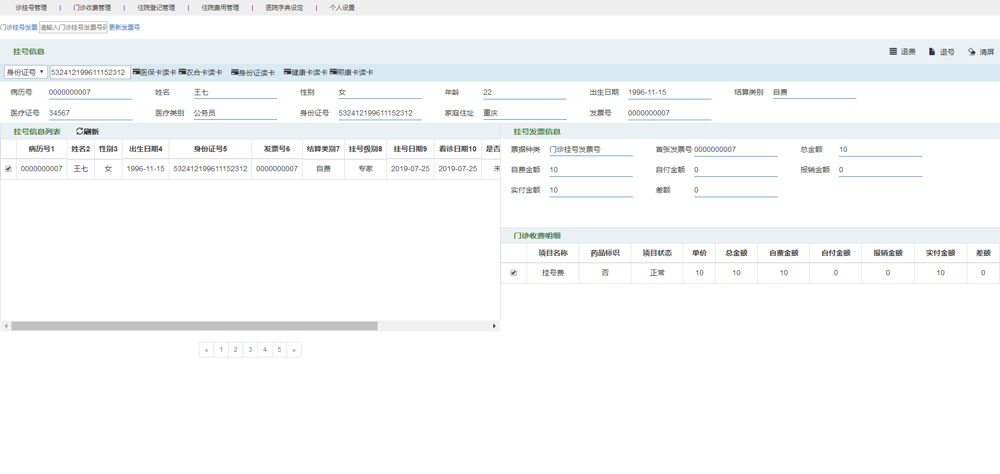 诊挂号管理 | 门诊收费管理 | 住院登记管理 | 住院费用管理 | 医院字典设定 | 个人设置
门诊挂号发票 请输入门诊挂号发票号码 更新发票号
挂号信息 退费 退号 清屏
身份证号 532412199611152312 医保卡读卡 农合卡读卡 身份证读卡 健康卡读卡 熙康卡读卡
病历号 0000000007 姓名 王七 性别 女 年龄 22 出生日期 1996-11-15 结算类别 自费
医疗证号 34567 医疗类别 公务员 身份证号 532412199611152312 家庭住址 重庆 发票号 0000000007
挂号信息列表 刷新
病历号1 姓名2 性别3 出生日期4 身份证号5 发票号6 结算类别7 挂号级别8 挂号日期9 看诊日期10 是否
0000000007 王七 女 1996-11-15 532412199611152312 0000000007 自费 专家 2019-07-25 2019-07-25 未
« 1 2 3 4 5 »
挂号发票信息
票据种类 门诊挂号发票号 首张发票号 0000000007 总金额 10
自费金额 10 自付金额 0 报销金额 0
实付金额 10 差额 0
门诊收费明细
项目名称 药品标识 项目状态 单价 总金额 自费金额 自付金额 报销金额 实付金额 差额
挂号费 否 正常 10 10 10 0 0 10 0